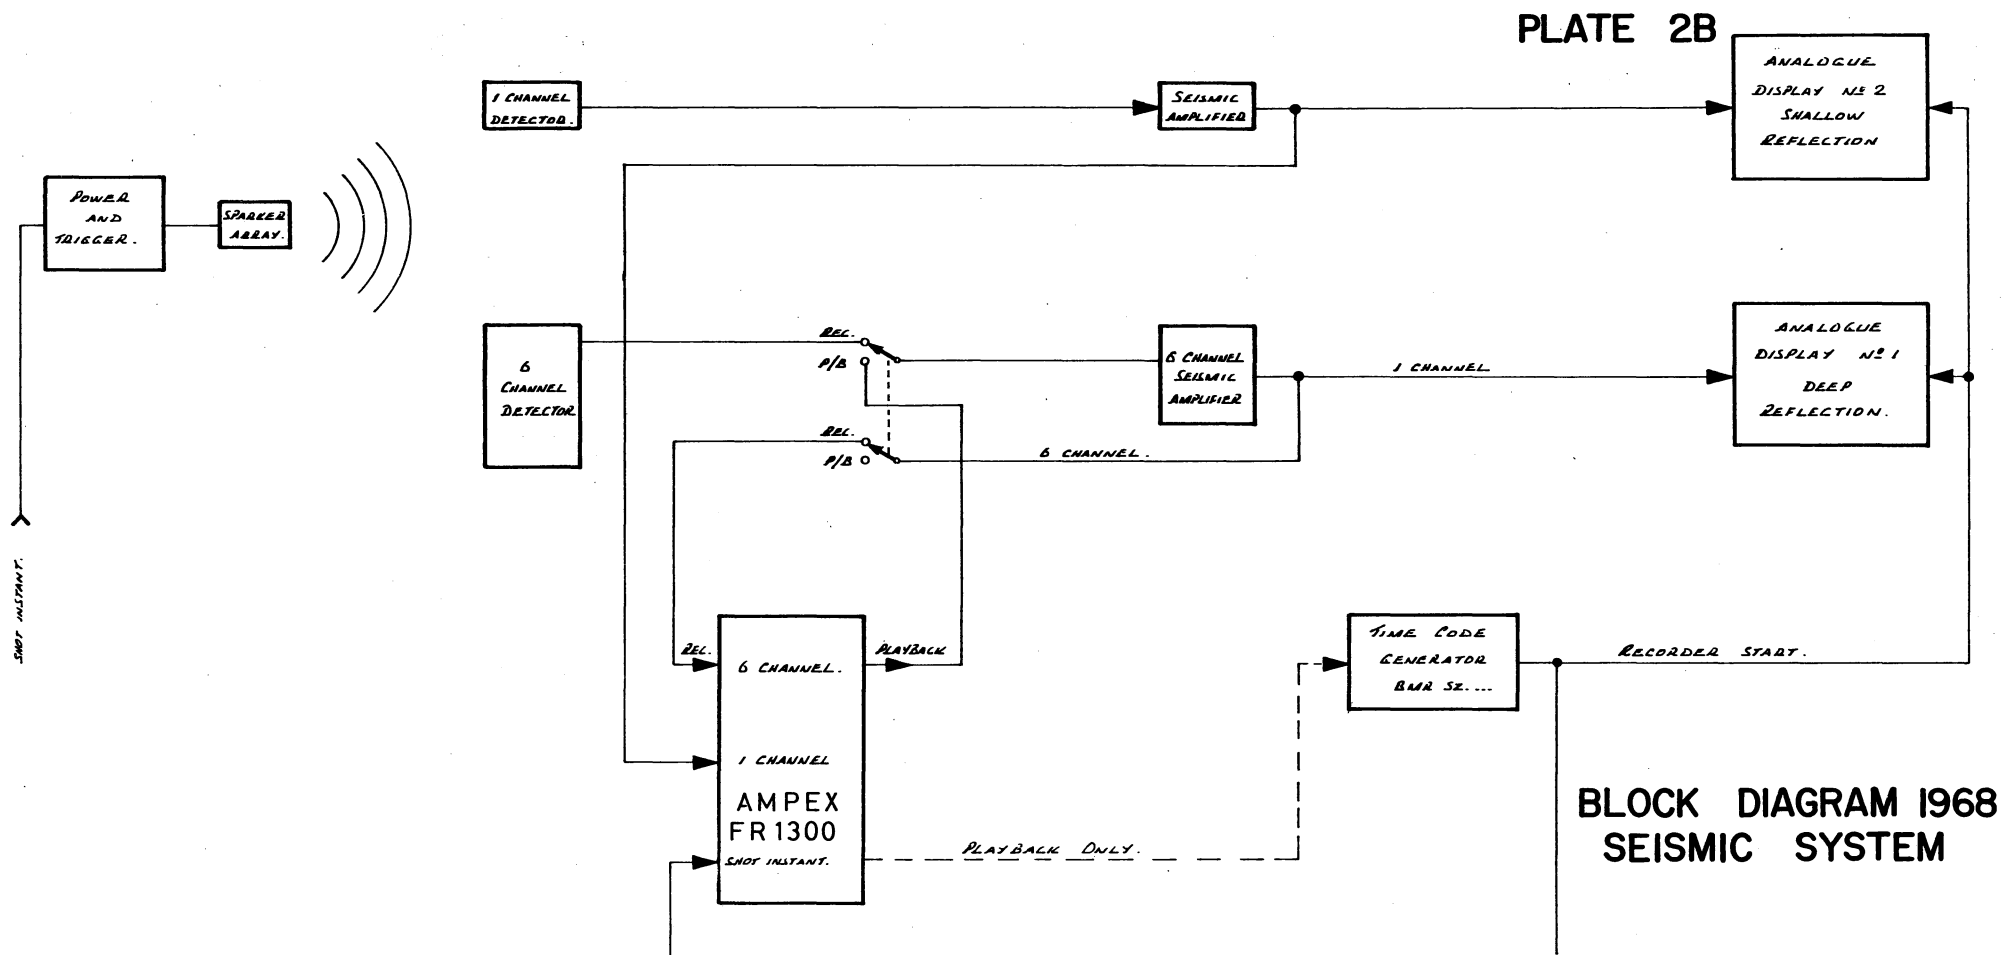 PLATE 2B
1 CHANNEL
DETECTOR.
SEISMIC
AMPLIFIER
ANALOGUE
DISPLAY Nº 2
SHALLOW
REFLECTION
POWER
AND
TRIGGER.
SPARKER
ARRAY.
6
CHANNEL
DETECTOR
REC.
P/B
REC.
P/B
6 CHANNEL
SEISMIC
AMPLIFIER
1 CHANNEL
6 CHANNEL.
ANALOGUE
DISPLAY Nº 1
DEEP
REFLECTION.
SHOT INSTANT.
REC.
6 CHANNEL.
PLAYBACK
1 CHANNEL
AMPEX
FR1300
SHOT INSTANT.
PLAYBACK ONLY.
TIME CODE
GENERATOR
BMR SZ....
RECORDER START.
BLOCK DIAGRAM 1968
SEISMIC SYSTEM